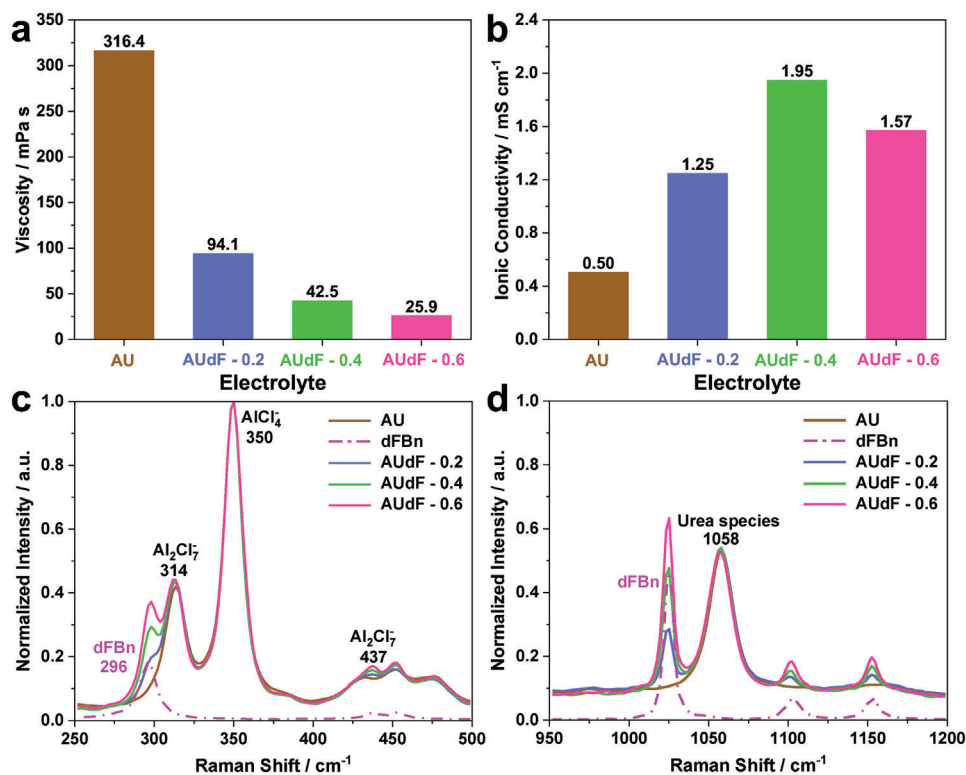 a
Viscosity / mPa s
350
300
250
200
150
100
50
0
316.4
94.1
42.5
25.9
AU
AUdF - 0.2
AUdF - 0.4
AUdF - 0.6
Electrolyte
b
Ionic Conductivity / mS cm⁻¹
2.4
2.0
1.6
1.2
0.8
0.4
0.0
0.50
1.25
1.95
1.57
AU
AUdF - 0.2
AUdF - 0.4
AUdF - 0.6
Electrolyte
c
Normalized Intensity / a.u.
1.0
0.8
0.6
0.4
0.2
0.0
AlCl₄⁻
350
Al₂Cl₇⁻
314
dFBn
296
Al₂Cl₇⁻
437
AU
dFBn
AUdF - 0.2
AUdF - 0.4
AUdF - 0.6
250
300
350
400
450
500
Raman Shift / cm⁻¹
d
Normalized Intensity / a.u.
1.0
0.8
0.6
0.4
0.2
0.0
AU
dFBn
AUdF - 0.2
AUdF - 0.4
AUdF - 0.6
Urea species
1058
dFBn
950
1000
1050
1100
1150
1200
Raman Shift / cm⁻¹